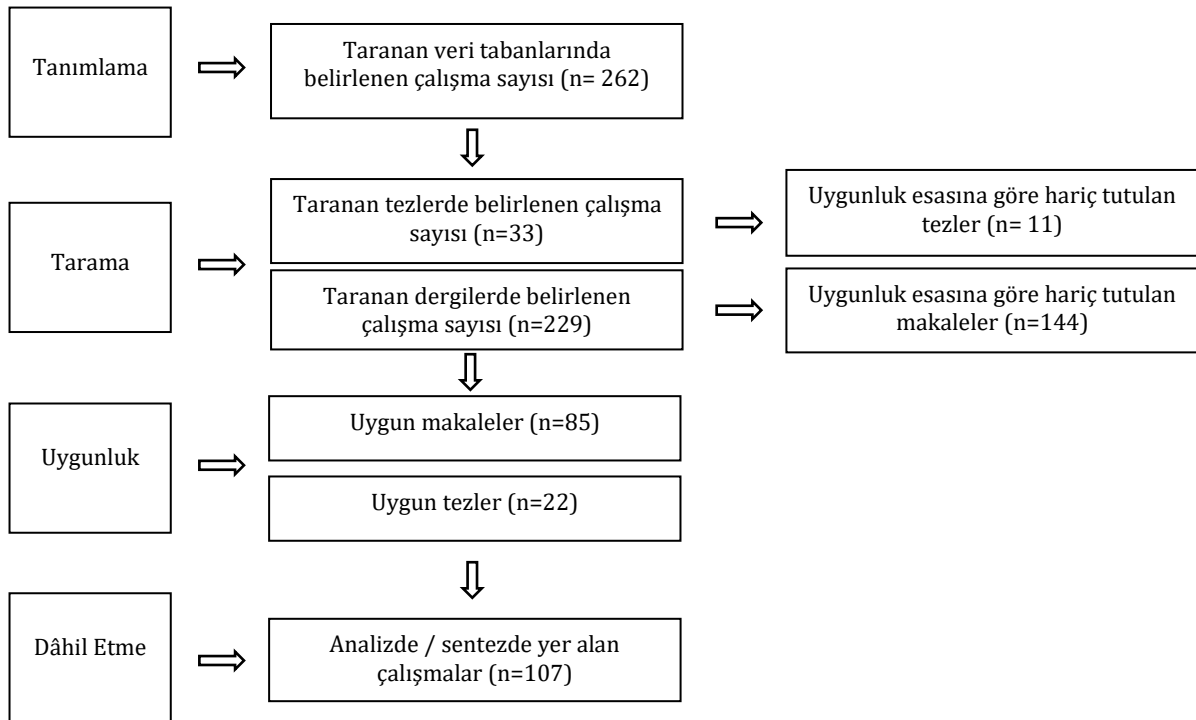 Tanımlama
Taranan veri tabanlarında
belirlenen çalışma sayısı (n= 262)
Tarama
Taranan tezlerde belirlenen çalışma
sayısı (n=33)
Uygunluk esasına göre hariç tutulan
tezler (n= 11)
Taranan dergilerde belirlenen
çalışma sayısı (n=229)
Uygunluk esasına göre hariç tutulan
makaleler (n=144)
Uygunluk
Uygun makaleler (n=85)
Uygun tezler (n=22)
Dâhil Etme
Analizde / sentezde yer alan
çalışmalar (n=107)